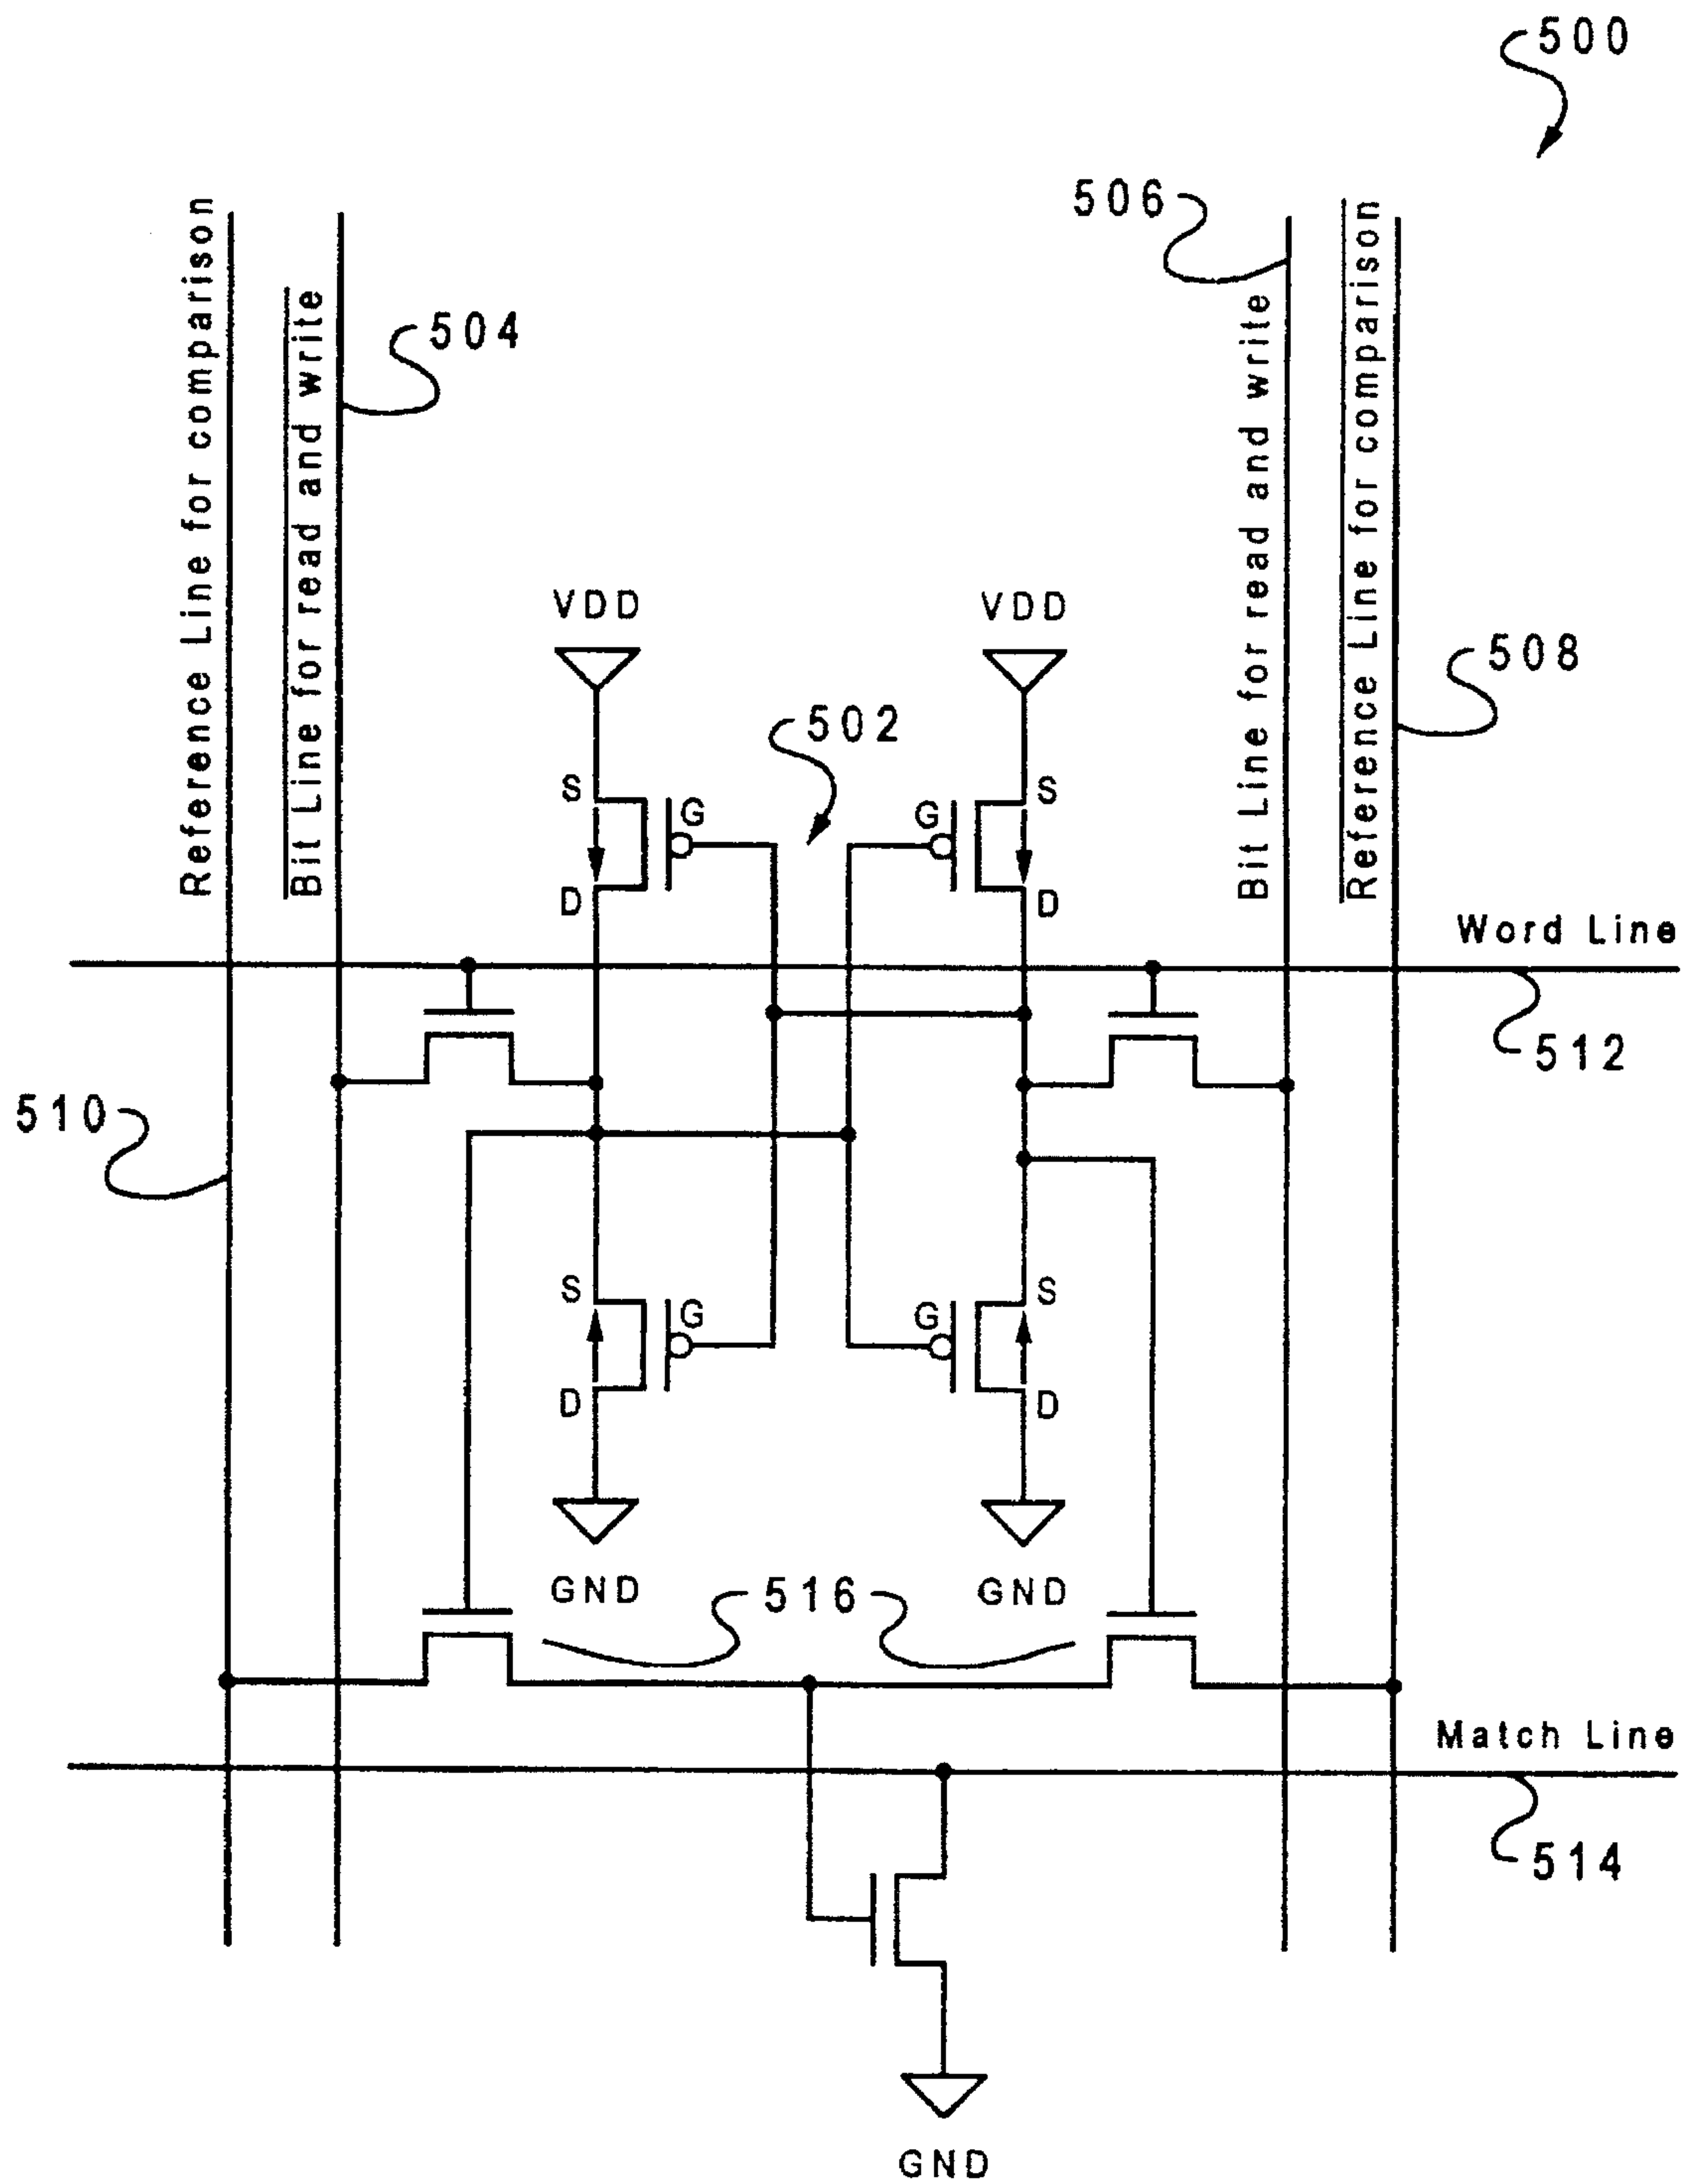 500
506
Reference Line for comparison
Bit Line for read and write
504
Bit Line for read and write
Reference Line for comparison
508
VDD
VDD
502
S
G
G
S
D
D
Word Line
512
510
S
G
G
S
D
D
GND
516
GND
Match Line
514
GND